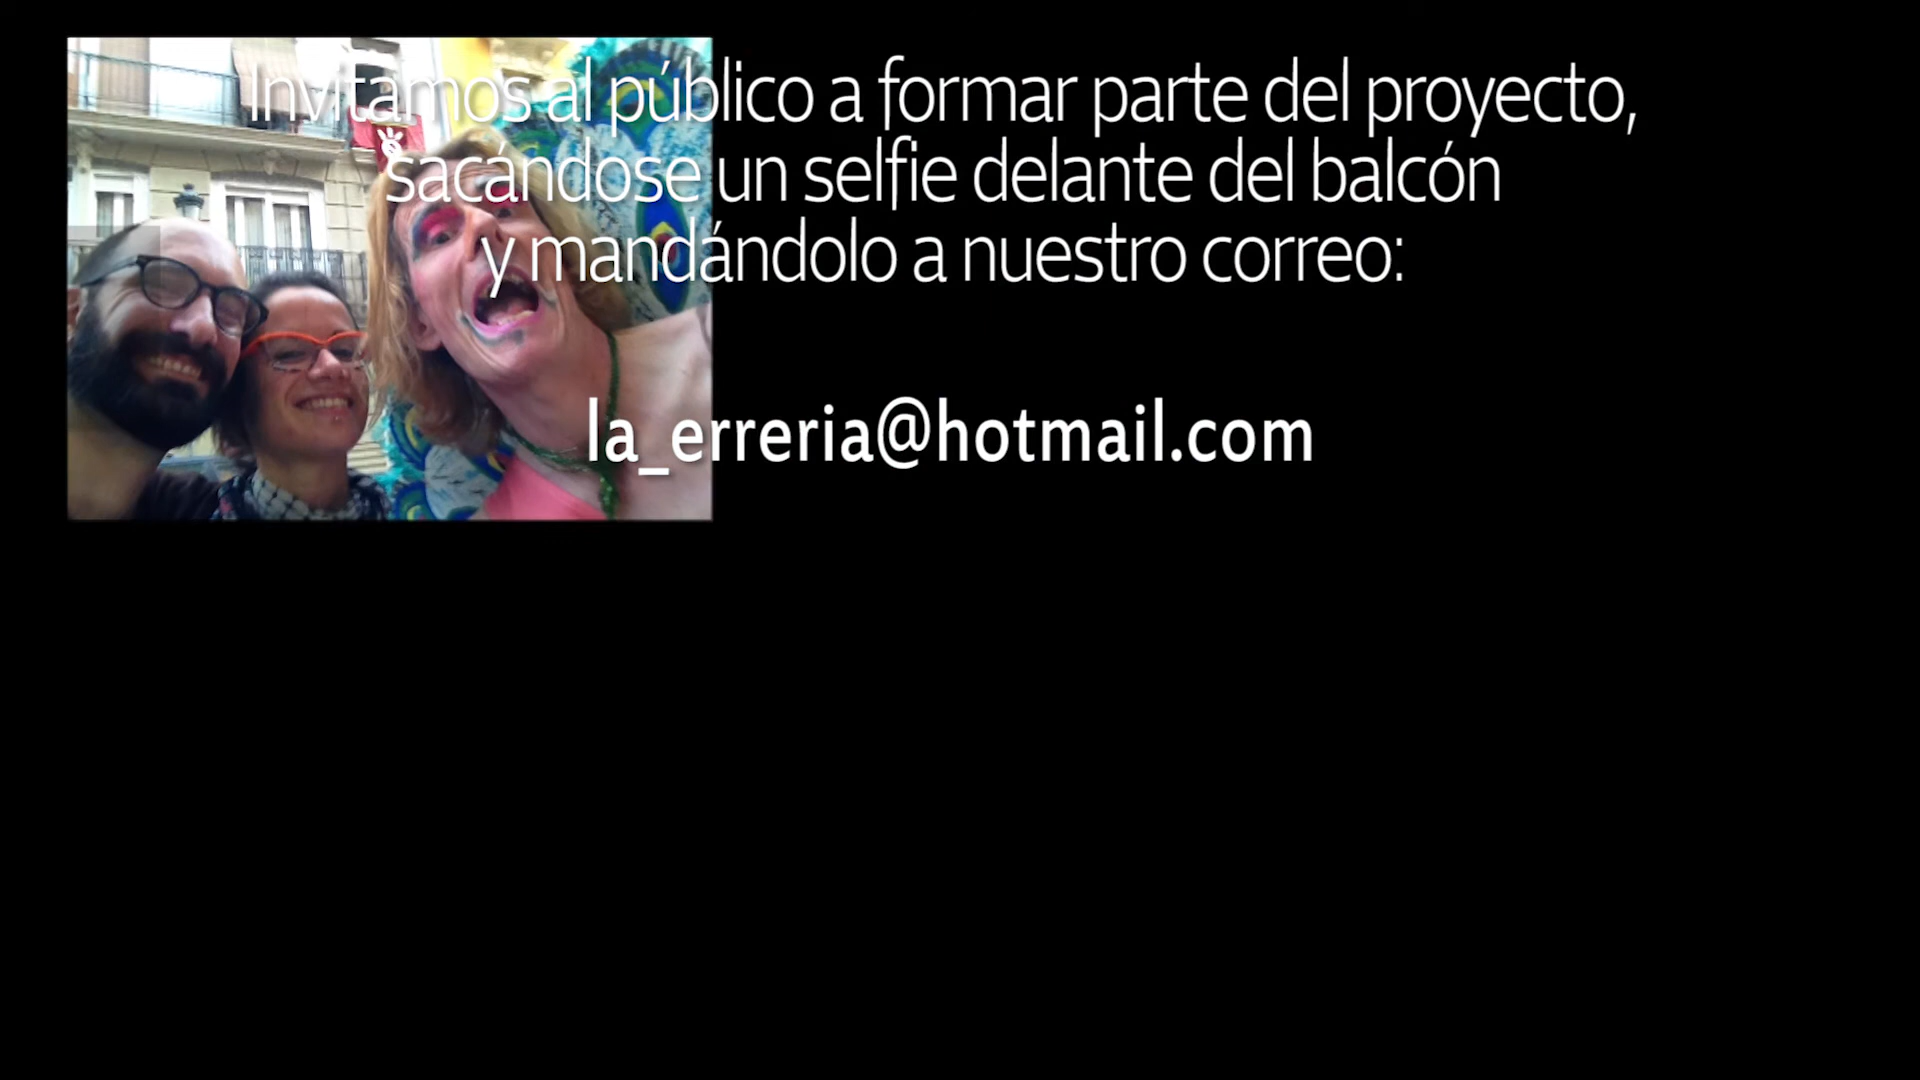 Invitamos al público a formar parte del proyecto,
sacándose un selfie delante del balcón
y mandándolo a nuestro correo:
la_erreria@hotmail.com